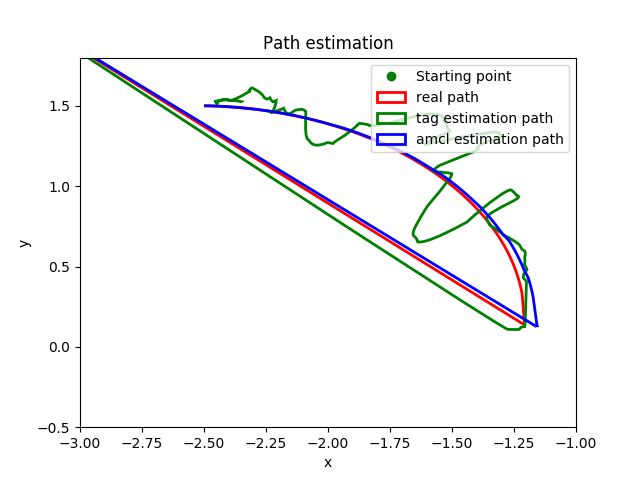 Path estimation
Starting point
real path
tag estimation path
amcl estimation path
y
1.5
1.0
0.5
0.0
−0.5
−3.00 −2.75 −2.50 −2.25 −2.00 −1.75 −1.50 −1.25 −1.00
x